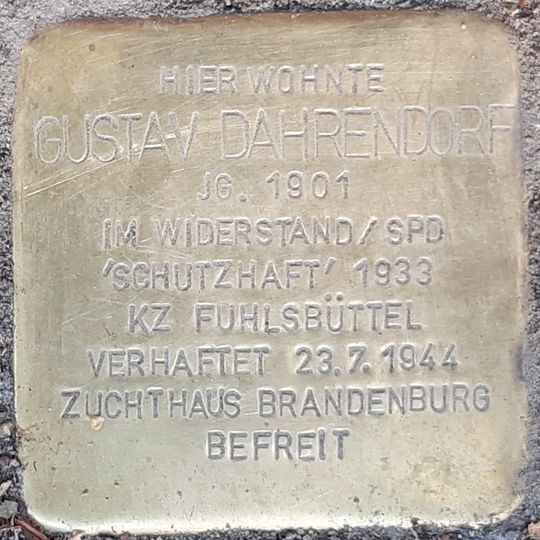 HIER WOHNTE
GUSTAV DAHRENDORF
JG. 1901
IM WIDERSTAND / SPD
'SCHUTZHAFT' 1933
KZ FUHLSBÜTTEL
VERHAFTET 23.7.1944
ZUCHTHAUS BRANDENBURG
BEFREIT